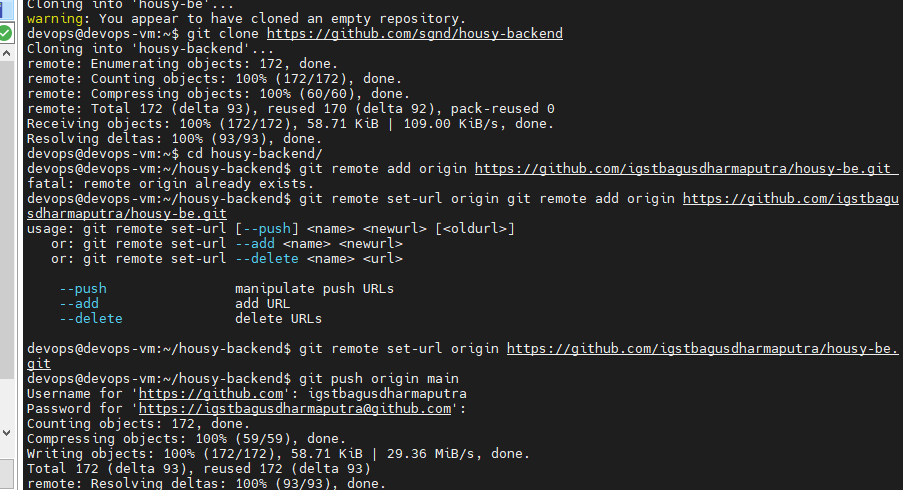 Cloning into 'housy-be'...
warning: You appear to have cloned an empty repository.
devops@devops-vm:~$ git clone https://github.com/sgnd/housy-backend
Cloning into 'housy-backend'...
remote: Enumerating objects: 172, done.
remote: Counting objects: 100% (172/172), done.
remote: Compressing objects: 100% (60/60), done.
remote: Total 172 (delta 93), reused 170 (delta 92), pack-reused 0
Receiving objects: 100% (172/172), 58.71 KiB | 109.00 KiB/s, done.
Resolving deltas: 100% (93/93), done.
devops@devops-vm:~$ cd housy-backend/
devops@devops-vm:~/housy-backend$ git remote add origin https://github.com/igstbagusdharmaputra/housy-be.git
fatal: remote origin already exists.
devops@devops-vm:~/housy-backend$ git remote set-url origin git remote add origin https://github.com/igstbagu
sdharmaputra/housy-be.git
usage: git remote set-url [--push] <name> <newurl> [<oldurl>]
   or: git remote set-url --add <name> <newurl>
   or: git remote set-url --delete <name> <url>
    --push                manipulate push URLs
    --add                 add URL
    --delete              delete URLs
devops@devops-vm:~/housy-backend$ git remote set-url origin https://github.com/igstbagusdharmaputra/housy-be.
git
devops@devops-vm:~/housy-backend$ git push origin main
Username for 'https://github.com': igstbagusdharmaputra
Password for 'https://igstbagusdharmaputra@github.com':
Counting objects: 172, done.
Compressing objects: 100% (59/59), done.
Writing objects: 100% (172/172), 58.71 KiB | 29.36 MiB/s, done.
Total 172 (delta 93), reused 172 (delta 93)
remote: Resolving deltas: 100% (93/93), done.